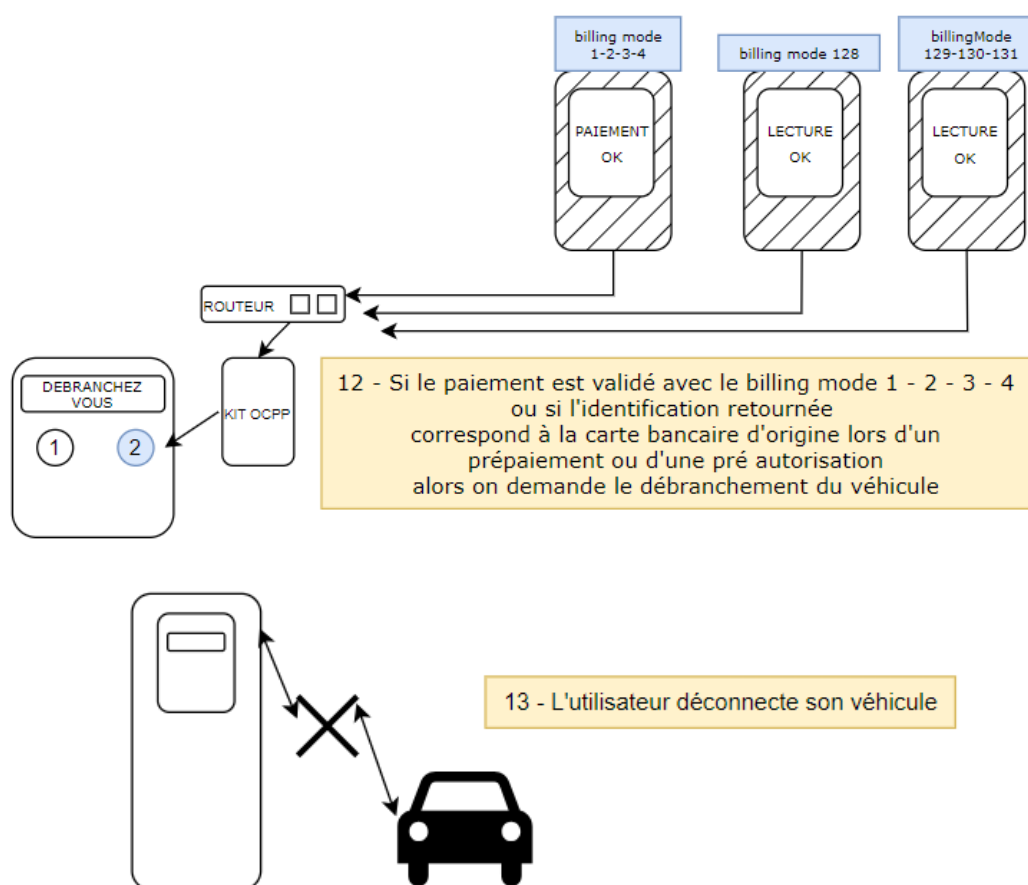 billing mode
1-2-3-4
billing mode 128
billingMode
129-130-131
PAIEMENT
OK
LECTURE
OK
LECTURE
OK
ROUTEUR
DEBRANCHEZ
VOUS
1
2
KIT OCPP
12 - Si le paiement est validé avec le billing mode 1 - 2 - 3 - 4
ou si l'identification retournée
correspond à la carte bancaire d'origine lors d'un
prépaiement ou d'une pré autorisation
alors on demande le débranchement du véhicule
13 - L'utilisateur déconnecte son véhicule